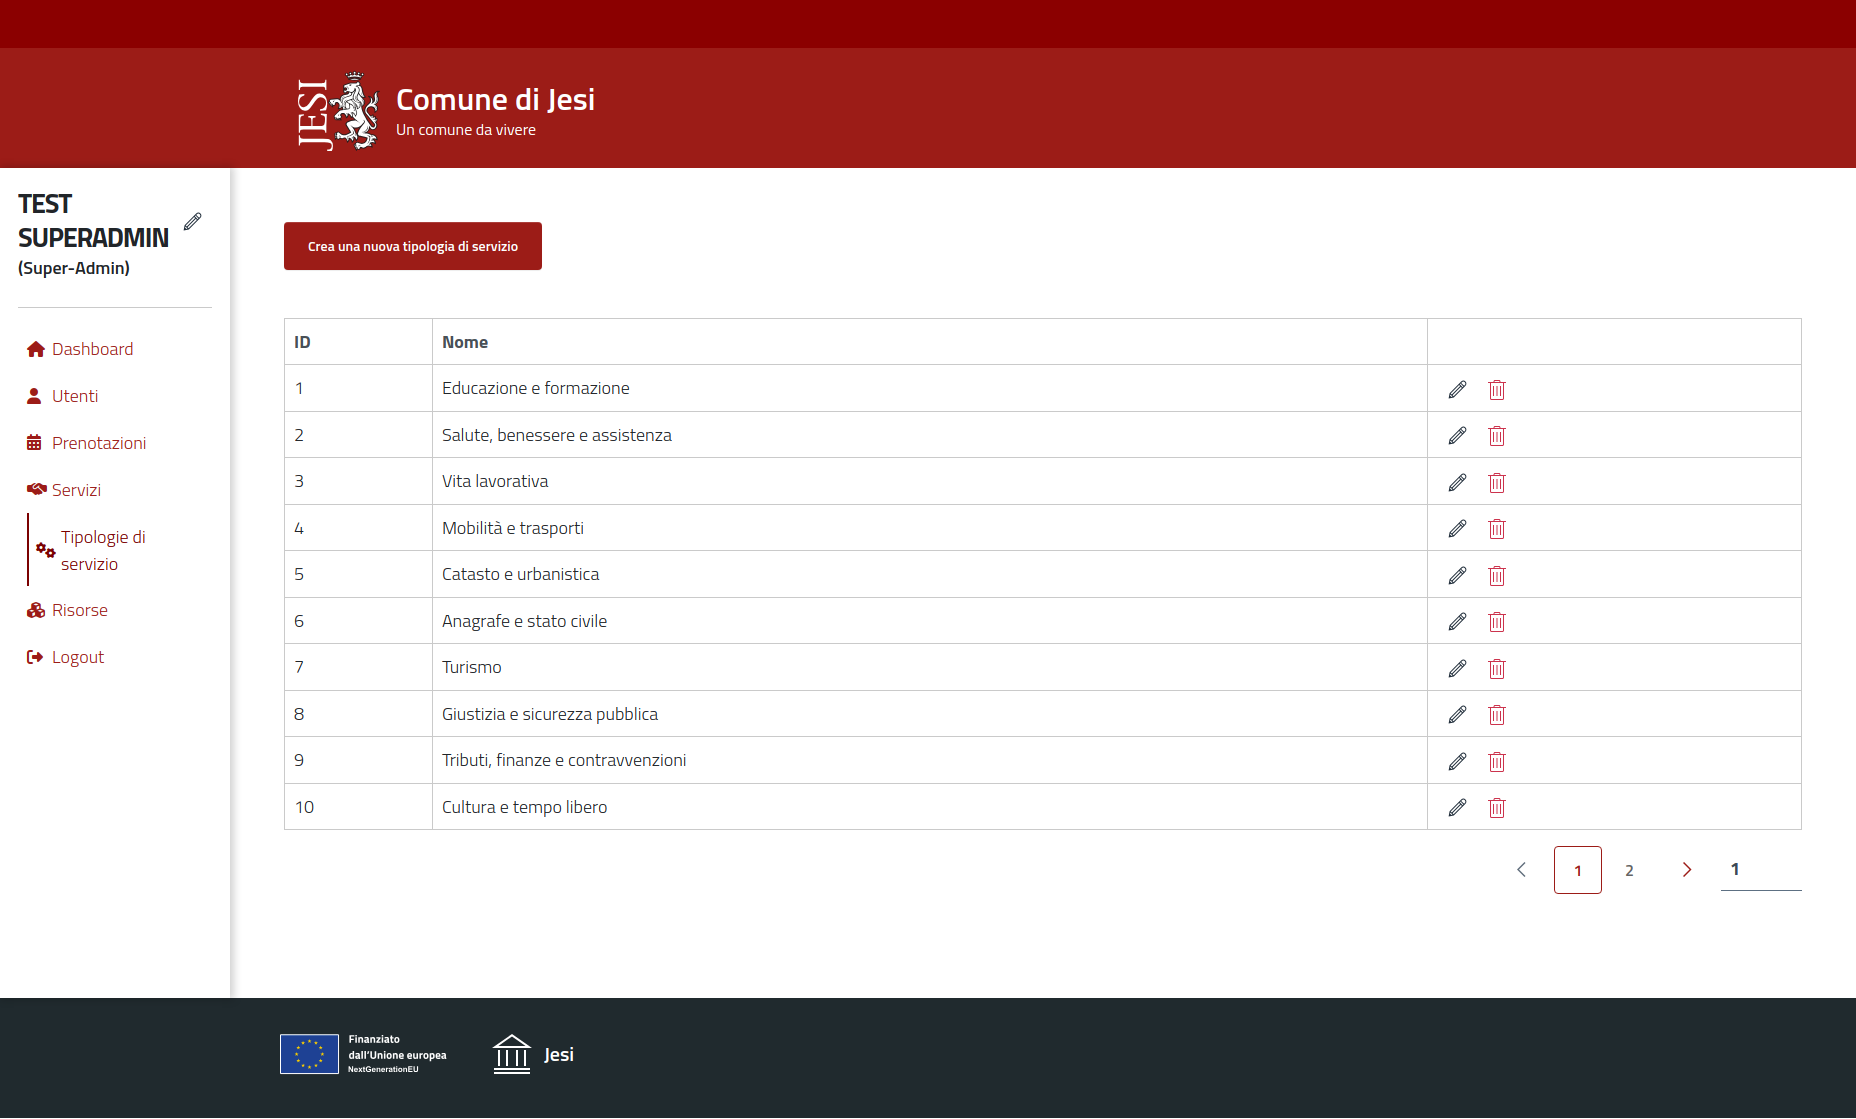 JESI
Comune di Jesi
Un comune da vivere
TEST
SUPERADMIN
(Super-Admin)
Dashboard
Utenti
Prenotazioni
Servizi
Tipologie di
servizio
Risorse
Logout
Crea una nuova tipologia di servizio
ID Nome
1 Educazione e formazione
2 Salute, benessere e assistenza
3 Vita lavorativa
4 Mobilità e trasporti
5 Catasto e urbanistica
6 Anagrafe e stato civile
7 Turismo
8 Giustizia e sicurezza pubblica
9 Tributi, finanze e contravvenzioni
10 Cultura e tempo libero
1 2 1
Finanziato
dall'Unione europea
NextGenerationEU
Jesi